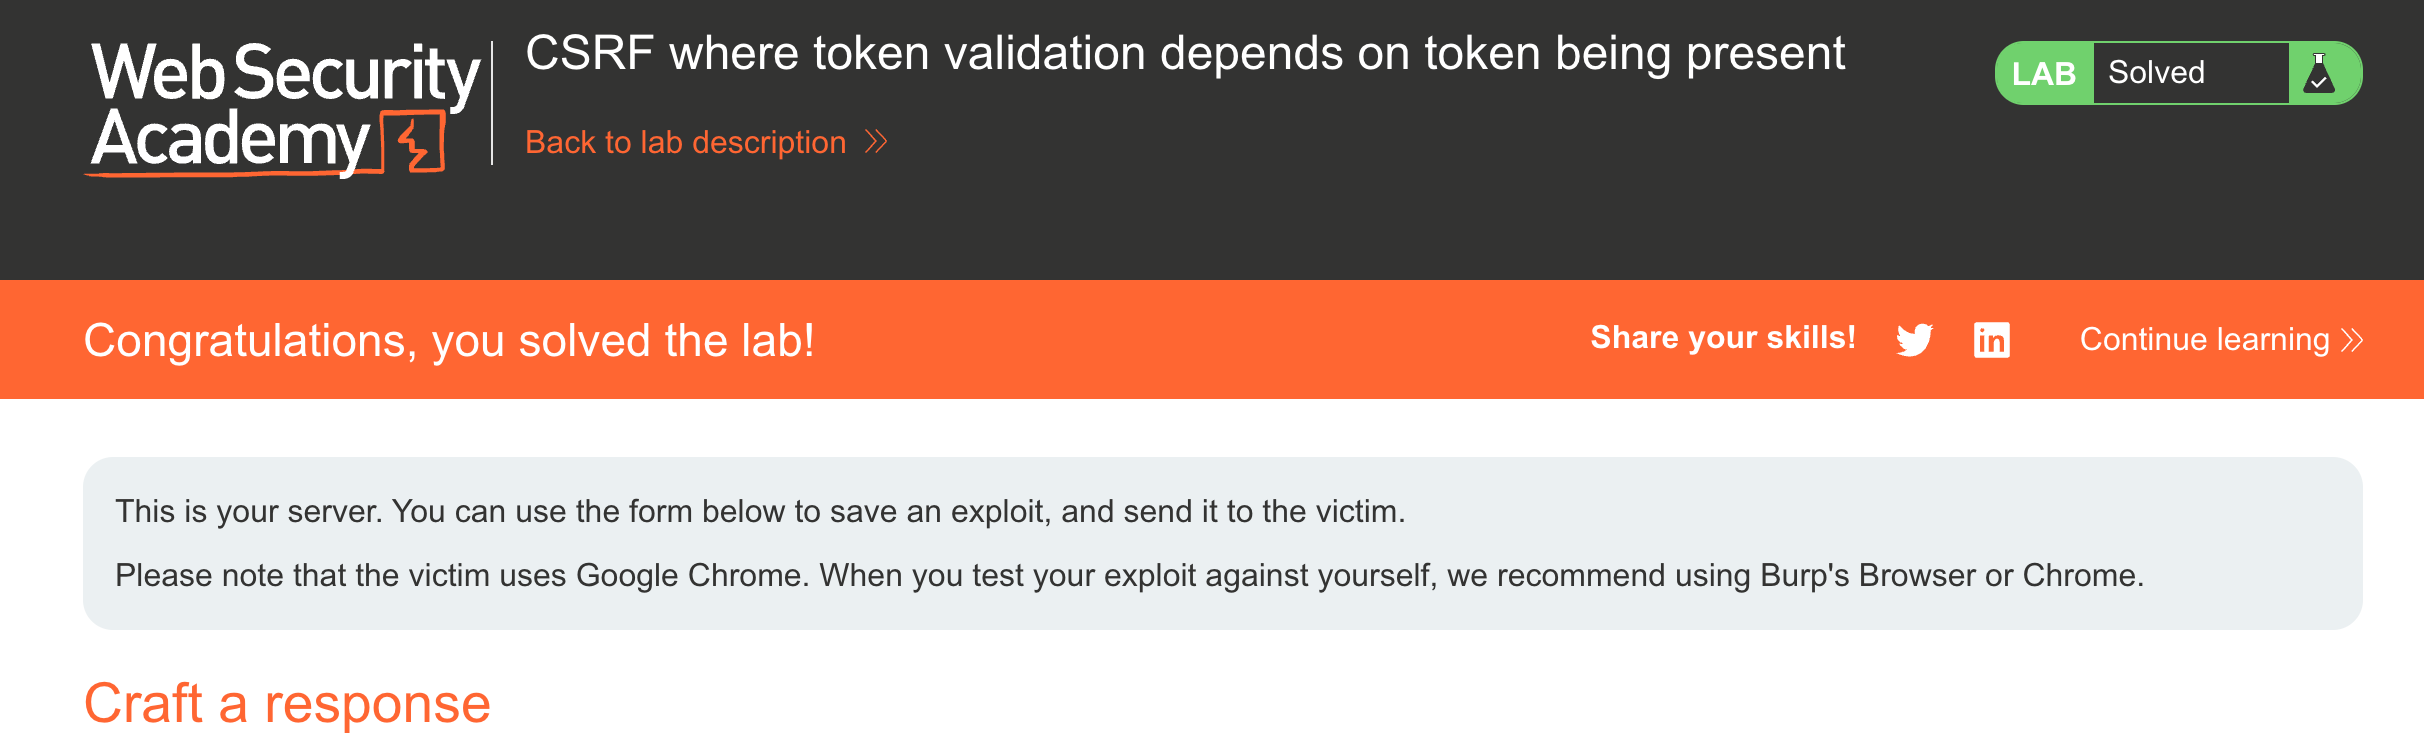 Web Security
Academy
CSRF where token validation depends on token being present
Back to lab description
LAB Solved
Congratulations, you solved the lab!
Share your skills!
in
Continue learning
This is your server. You can use the form below to save an exploit, and send it to the victim.
Please note that the victim uses Google Chrome. When you test your exploit against yourself, we recommend using Burp's Browser or Chrome.
Craft a response